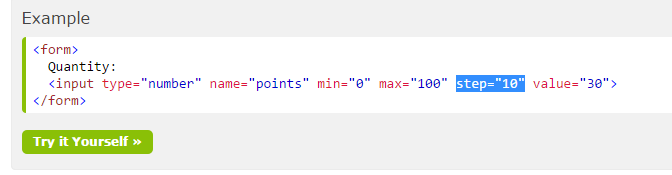 Example
<form>
Quantity:
<input type="number" name="points" min="0" max="100" step="10" value="30">
</form>
Try it Yourself »